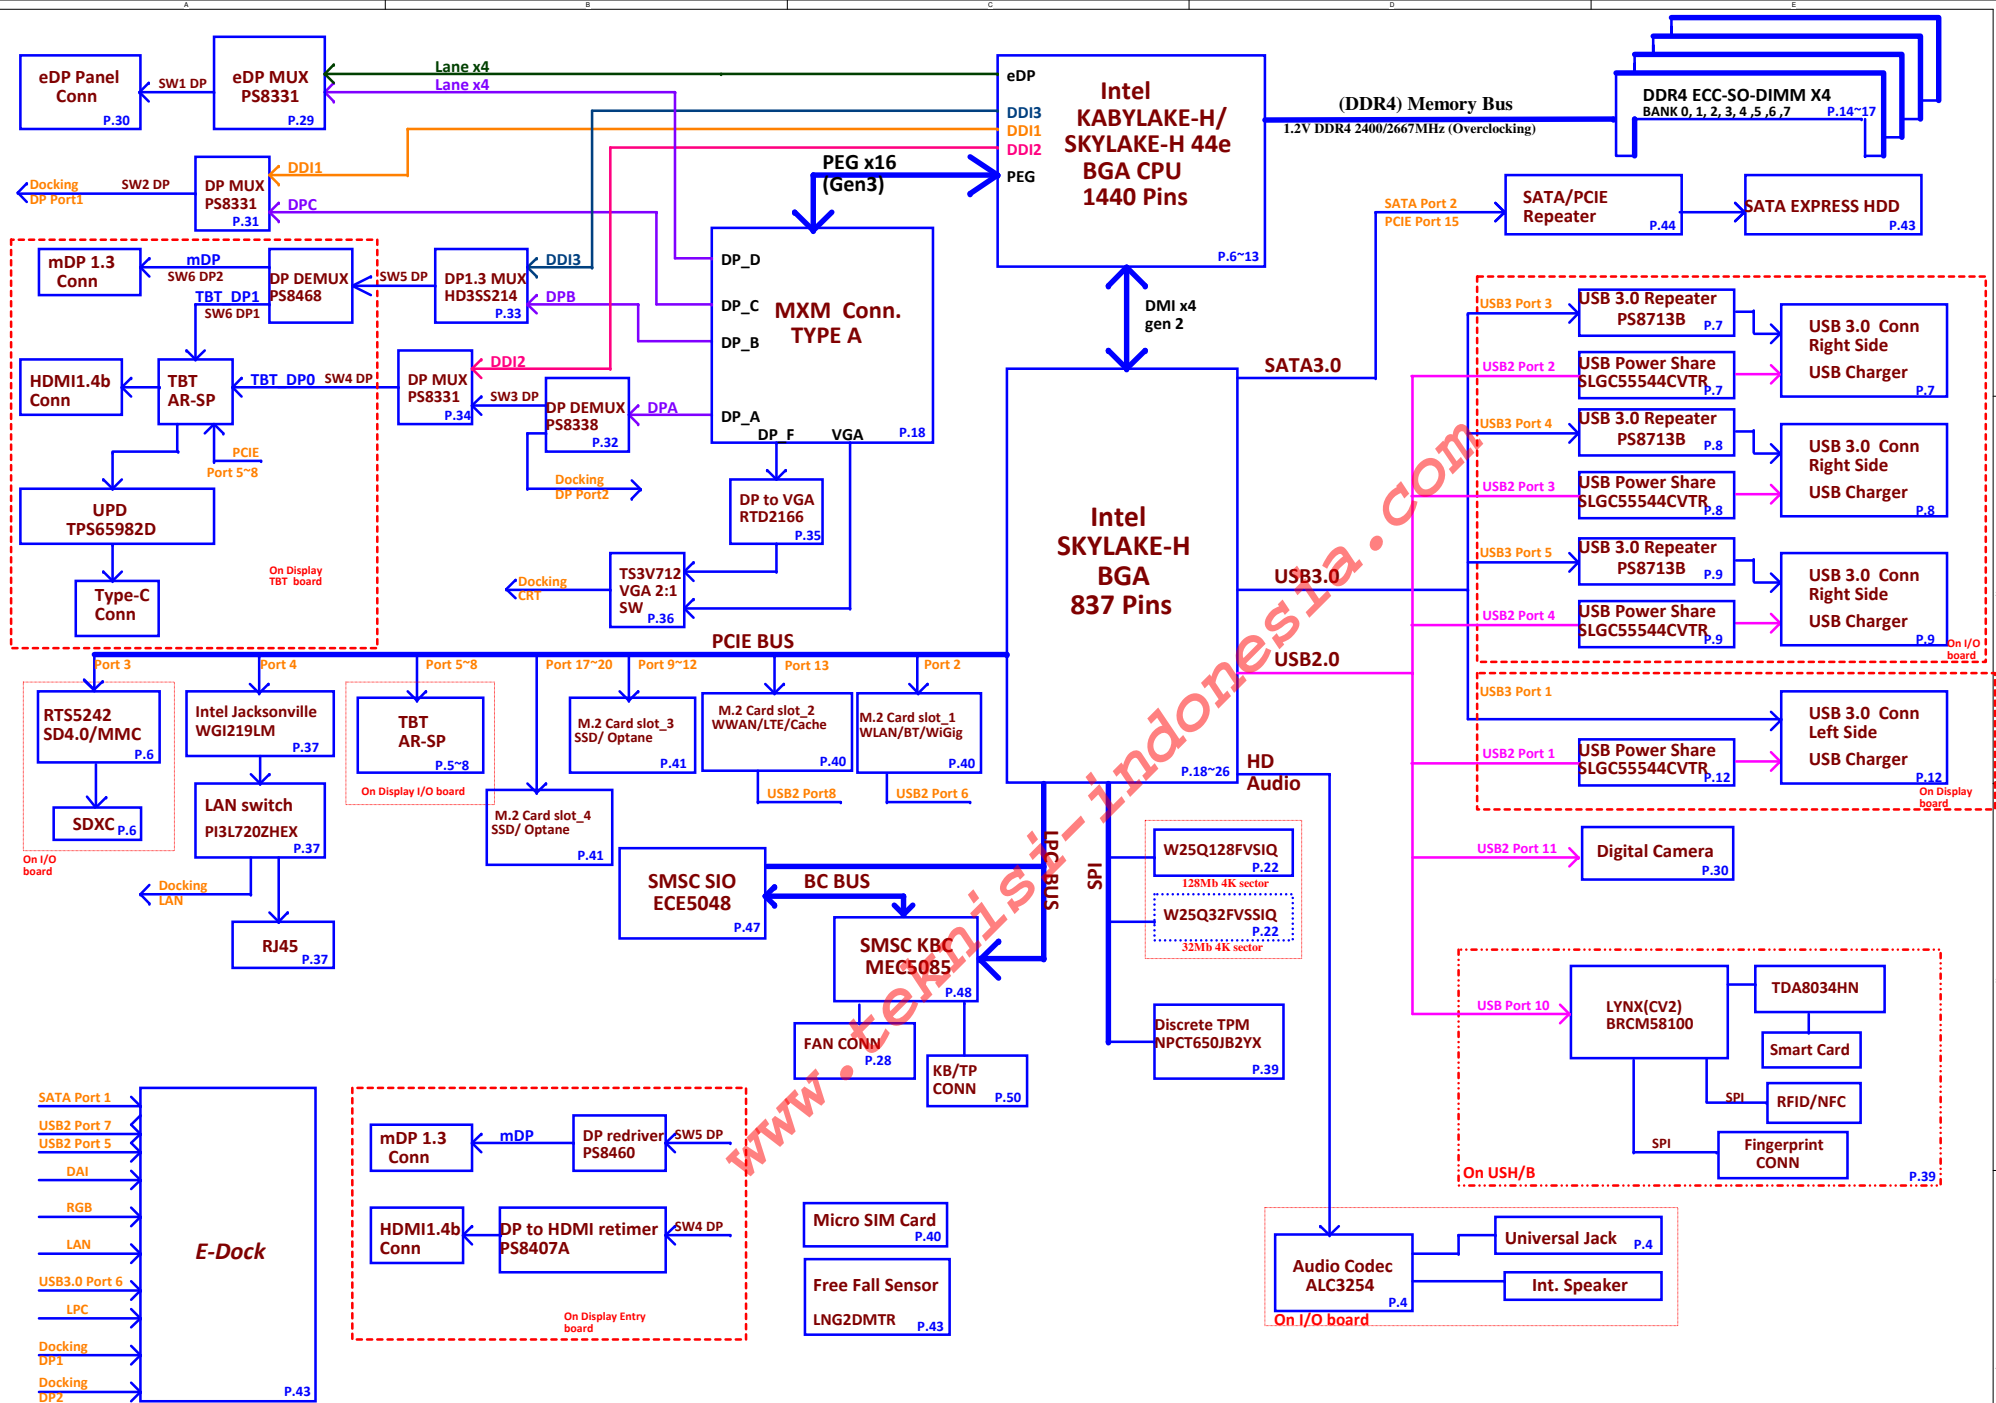 A
B
C
D
E
eDP Panel
Conn
P.30
SW1 DP
eDP MUX
PS8331
P.29
Lane x4
Lane x4
eDP
DDI3
DDI1
DDI2
PEG
Intel
KABYLAKE-H/
SKYLAKE-H 44e
BGA CPU
1440 Pins
P.6~13
(DDR4) Memory Bus
1.2V DDR4 2400/2667MHz (Overclocking)
DDR4 ECC-SO-DIMM X4
BANK 0, 1, 2, 3, 4 ,5 ,6 ,7
P.14~17
Docking
DP Port1
SW2 DP
DP MUX
PS8331
P.31
DDI1
DPC
PEG x16
(Gen3)
SATA Port 2
PCIE Port 15
SATA/PCIE
Repeater
P.44
SATA EXPRESS HDD
P.43
mDP 1.3
Conn
mDP
SW6 DP2
TBT_DP1
SW6 DP1
DP DEMUX
PS8468
SW5 DP
DP1.3 MUX
HD3SS214
P.33
DDI3
DPB
DP_D
DP_C
DP_B
DP_A
DP_F
VGA
MXM Conn.
TYPE A
P.18
DMI x4
gen 2
HDMI1.4b
Conn
TBT
AR-SP
TBT_DP0
SW4 DP
DP MUX
PS8331
P.34
DDI2
SW3 DP
DP DEMUX
PS8338
P.32
DPA
PCIE
Port 5~8
Docking
DP Port2
DP to VGA
RTD2166
P.35
UPD
TPS65982D
Type-C
Conn
On Display
TBT board
Docking
CRT
TS3V712
VGA 2:1
SW
P.36
Intel
SKYLAKE-H
BGA
837 Pins
P.18~26
SATA3.0
USB3.0
USB2.0
HD
Audio
USB3 Port 3
USB 3.0 Repeater
PS8713B
P.7
USB2 Port 2
USB Power Share
SLGC55544CVTR
P.7
USB 3.0 Conn
Right Side
USB Charger
P.7
USB3 Port 4
USB 3.0 Repeater
PS8713B
P.8
USB2 Port 3
USB Power Share
SLGC55544CVTR
P.8
USB 3.0 Conn
Right Side
USB Charger
P.8
USB3 Port 5
USB 3.0 Repeater
PS8713B
P.9
USB2 Port 4
USB Power Share
SLGC55544CVTR
P.9
USB 3.0 Conn
Right Side
USB Charger
P.9
On I/O
board
USB3 Port 1
USB2 Port 1
USB Power Share
SLGC55544CVTR
P.12
USB 3.0 Conn
Left Side
USB Charger
P.12
On Display
board
PCIE BUS
Port 3
Port 4
Port 5~8
Port 17~20
Port 9~12
Port 13
Port 2
RTS5242
SD4.0/MMC
P.6
SDXC
P.6
On I/O
board
Intel Jacksonville
WGI219LM
P.37
LAN switch
PI3L720ZHEX
P.37
Docking
LAN
RJ45
P.37
TBT
AR-SP
P.5~8
On Display I/O board
M.2 Card slot_4
SSD/ Optane
P.41
M.2 Card slot_3
SSD/ Optane
P.41
M.2 Card slot_2
WWAN/LTE/Cache
P.40
USB2 Port8
M.2 Card slot_1
WLAN/BT/WiGig
P.40
USB2 Port 6
SMSC SIO
ECE5048
P.47
BC BUS
SMSC KBC
MEC5085
P.48
LPC BUS
SPI
W25Q128FVSIQ
P.22
128Mb 4K sector
W25Q32FVSSIQ
P.22
32Mb 4K sector
USB2 Port 11
Digital Camera
P.30
FAN CONN
P.28
KB/TP
CONN
P.50
Discrete TPM
NPCT650JB2YX
P.39
USB Port 10
LYNX(CV2)
BRCM58100
TDA8034HN
Smart Card
SPI
RFID/NFC
SPI
Fingerprint
CONN
On USH/B
P.39
SATA Port 1
USB2 Port 7
USB2 Port 5
DAI
RGB
LAN
USB3.0 Port 6
LPC
Docking
DP1
Docking
DP2
E-Dock
P.43
mDP 1.3
Conn
mDP
DP redriver
PS8460
SW5 DP
HDMI1.4b
Conn
DP to HDMI retimer
PS8407A
SW4 DP
On Display Entry
board
Micro SIM Card
P.40
Free Fall Sensor
LNG2DMTR
P.43
Audio Codec
ALC3254
P.4
Universal Jack
P.4
Int. Speaker
On I/O board
www.teknisi-indonesia.com